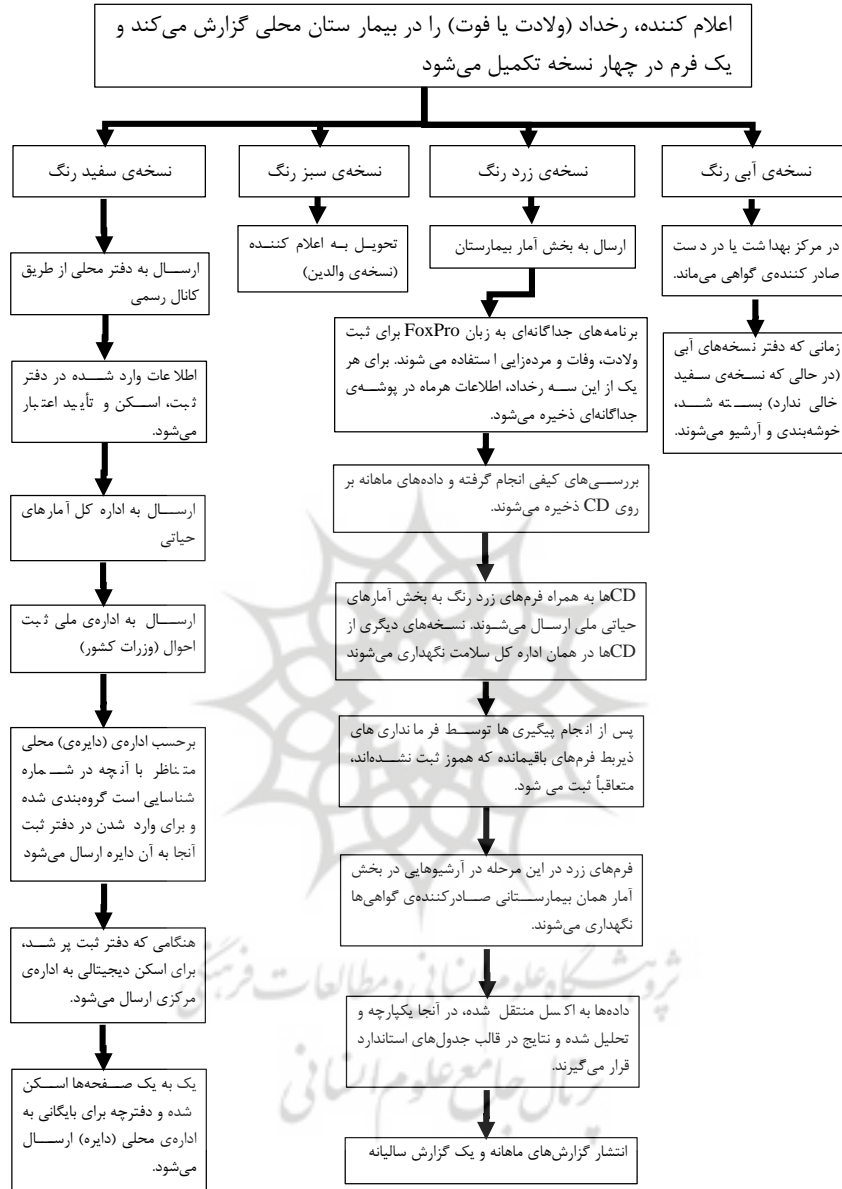 اعلام کننده، رخداد (ولادت یا فوت) را در بیمار ستان محلی گزارش می‌کند و
یک فرم در چهار نسخه تکمیل می‌شود
نسخه‌ی آبی رنگ
نسخه‌ی زرد رنگ
نسخه‌ی سبز رنگ
نسخه‌ی سفید رنگ
در مرکز بهداشت یا در دست
صادر کننده‌ی گواهی می‌ماند.
زمانی که دفتر نسخه‌های آبی
(در حالی که نسخه‌ی سفید
خالی ندارد) بسته شد،
خوشه‌بندی و آرشیو می‌شوند.
ارسال به بخش آمار بیمارستان
برنامه‌های جداگانه‌ای به زبان FoxPro برای ثبت
ولادت، وفات و مرده‌زایی استفاده می شوند. برای هر
یک از این سه رخداد، اطلاعات هرماه در پوشه‌ی
جداگانه‌ای ذخیره می‌شود.
بررسی‌های کیفی انجام گرفته و داده‌های ماهانه بر
روی CD ذخیره می‌شوند.
CDها به همراه فرم‌های زرد رنگ به بخش آمارهای
حیاتی ملی ارسال می‌شوند. نسخه‌های دیگری از
CDها در همان اداره کل سلامت نگهداری می‌شوند
پس از انجام پیگیری ها توسط فرمانداری های
ذیربط فرم‌های باقیمانده که هموز ثبت نشده‌اند،
متعاقباً ثبت می شود.
فرم‌های زرد در این مرحله در آرشیوهایی در بخش
آمار همان بیمارستانی صادرکننده‌ی گواهی‌ها
نگهداری می‌شوند.
داده‌ها به اکسل منتقل شده، در آنجا یکپارچه و
تحلیل شده و نتایج در قالب جدول‌های استاندارد
قرار می‌گیرند.
انتشار گزارش‌های ماهانه و یک گزارش سالیانه
تحویل به اعلام کننده
(نسخه‌ی والدین)
ارسال به دفتر محلی از طریق
کانال رسمی
اطلاعات وارد شده در دفتر
ثبت، اسکن و تأیید اعتبار
می‌شود.
ارسال به اداره کل آمارهای
حیاتی
ارسال به اداره‌ی ملی ثبت
احوال (وزرات کشور)
برحسب اداره‌ی (دایره‌ی) محلی
متناظر با آنچه در شماره
شناسایی است گروه‌بندی شده
و برای وارد شدن در دفتر ثبت
آنجا به آن دایره ارسال می‌شود
هنگامی که دفتر ثبت پر شد،
برای اسکن دیجیتالی به اداره‌ی
مرکزی ارسال می‌شود.
یک به یک صفحه‌ها اسکن
شده و دفترچه برای بایگانی به
اداره‌ی محلی (دایره) ارسال
می‌شود.
پژوهشگاه علوم انسانی و مطالعات فرهنگی
پرتال جامع علوم انسانی